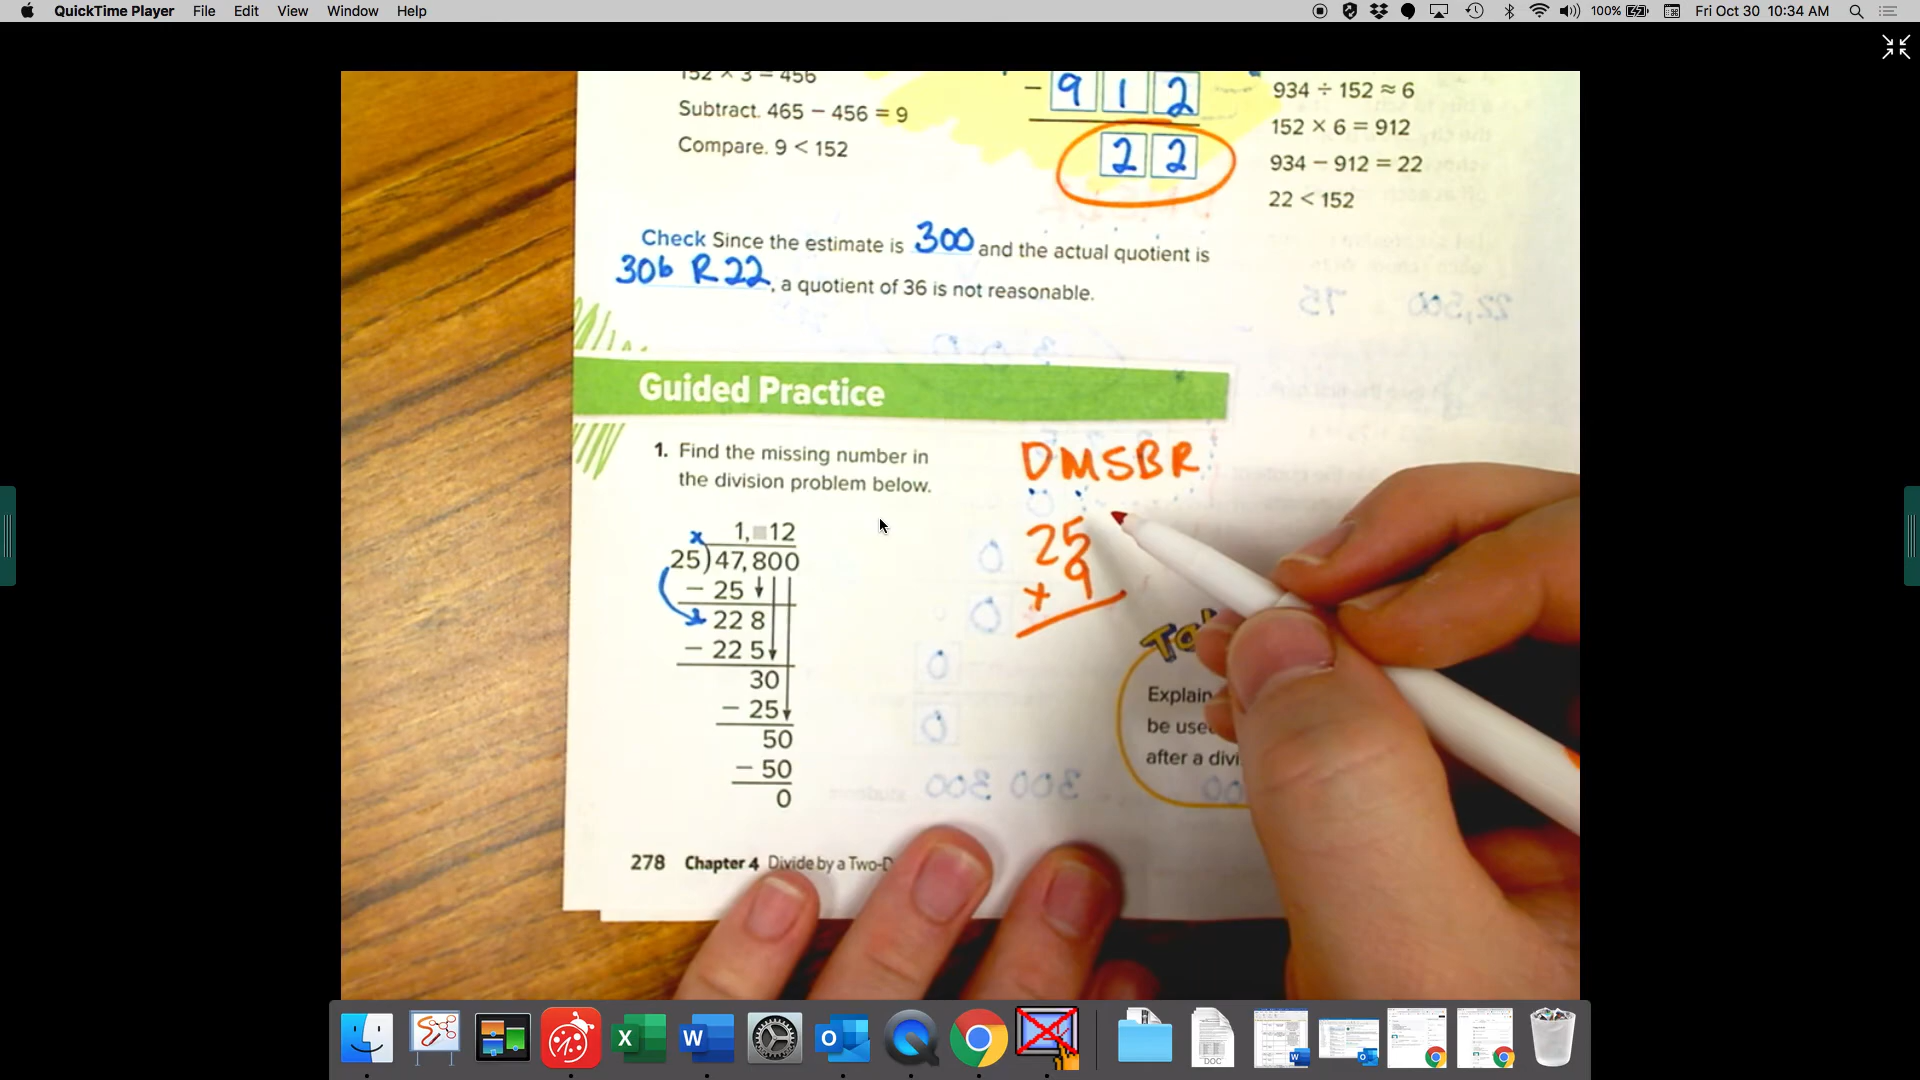 QuickTime Player File Edit View Window Help
100% Fri Oct 30 10:34 AM
152 × 3 = 456
Subtract. 465 − 456 = 9
Compare. 9 < 152
− 9 1 2
2 2
934 ÷ 152 ≈ 6
152 × 6 = 912
934 − 912 = 22
22 < 152
Check Since the estimate is 300 and the actual quotient is
306 R22, a quotient of 36 is not reasonable.
Guided Practice
1. Find the missing number in
the division problem below.
1, 12
x
25)47,800
− 25
22 8
− 22 5
30
− 25
50
− 50
0
DMSBR
25
× 9
Explain
be use
after a divi
278 Chapter 4 Divide by a Two-D
DOC